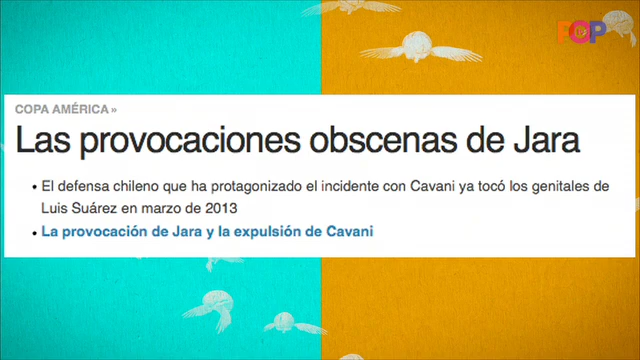 POP
COPA AMÉRICA »
Las provocaciones obscenas de Jara
• El defensa chileno que ha protagonizado el incidente con Cavani ya tocó los genitales de
Luis Suárez en marzo de 2013
• La provocación de Jara y la expulsión de Cavani